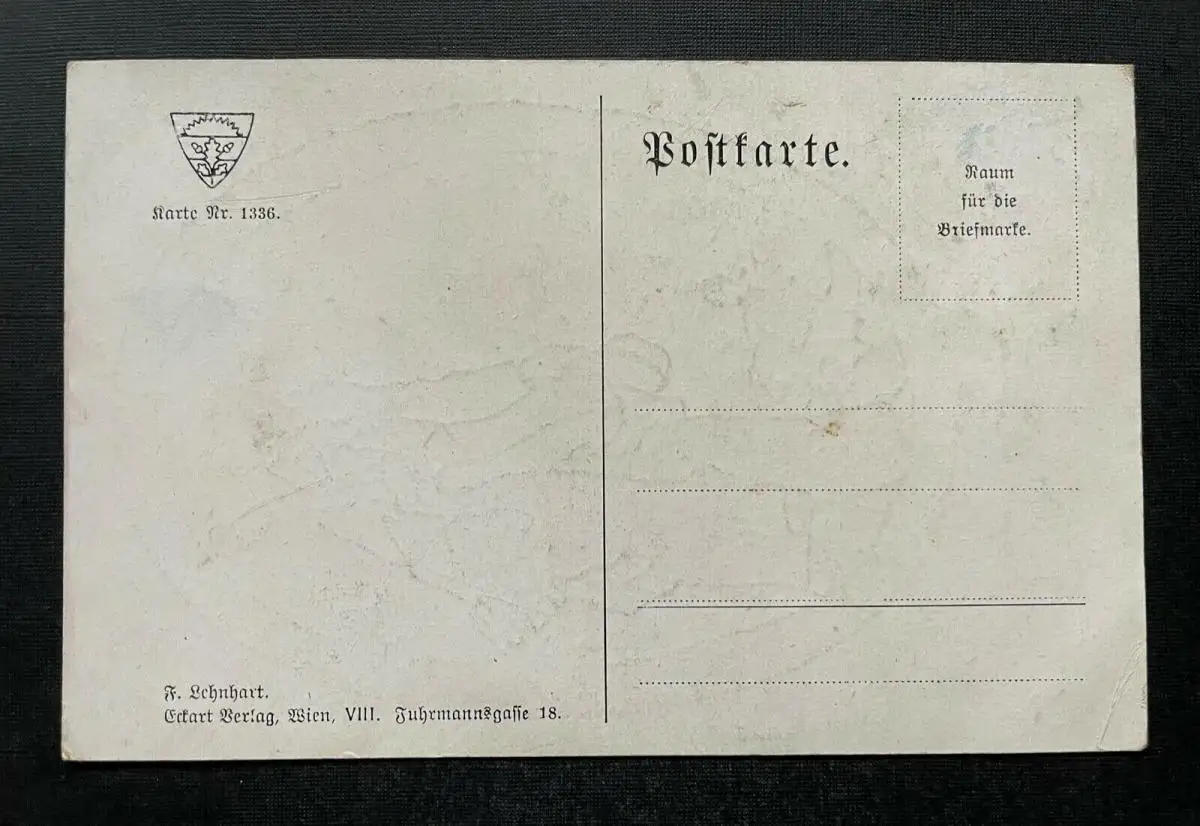 Karte Nr. 1336.
Postkarte.
Raum
für die
Briefmarke.
F. Lehnhart.
Eckart Verlag, Wien, VIII. Fuhrmannsgasse 18.